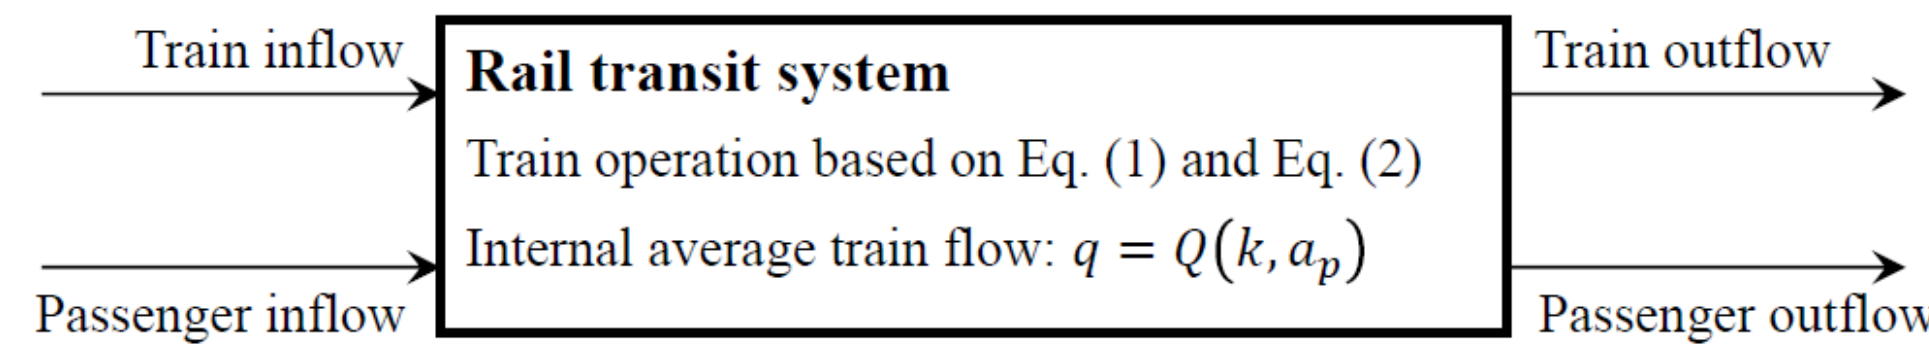 Train inflow
Rail transit system
Train outflow
Train operation based on Eq. (1) and Eq. (2)
Internal average train flow: q = Q(k, aₚ)
Passenger inflow
Passenger outflow